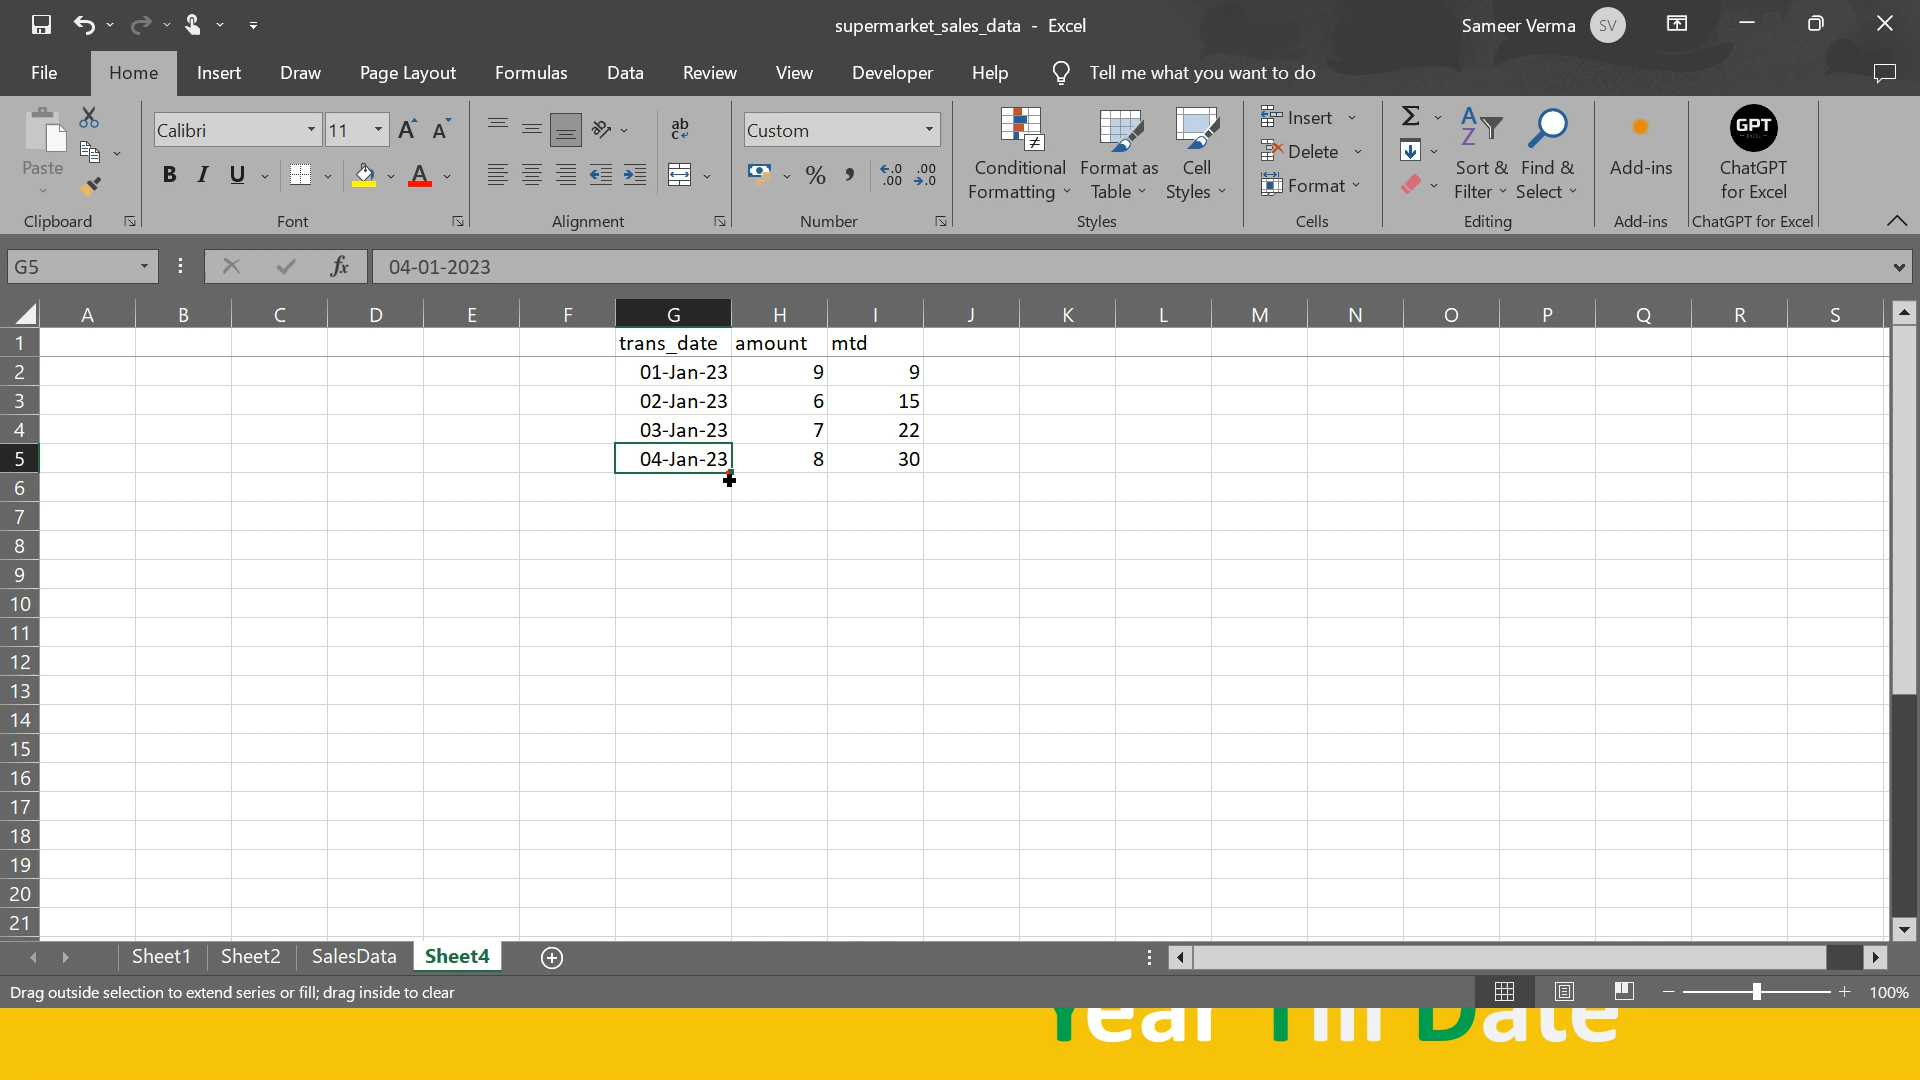 supermarket_sales_data - Excel
Sameer Verma SV
File Home Insert Draw Page Layout Formulas Data Review View Developer Help Tell me what you want to do
Paste
Clipboard
Calibri 11
A A
B I U A
Font
ab
Alignment
Custom
% , .00 .00
Number
Conditional Formatting
Format as Table
Cell Styles
Styles
Insert
Delete
Format
Cells
Sort & Filter
Find & Select
Editing
Add-ins
Add-ins
GPT
ChatGPT for Excel
ChatGPT for Excel
G5 fx 04-01-2023
A B C D E F G H I J K L M N O P Q R S
1 trans_date amount mtd
2 01-Jan-23 9 9
3 02-Jan-23 6 15
4 03-Jan-23 7 22
5 04-Jan-23 8 30
6
7
8
9
10
11
12
13
14
15
16
17
18
19
20
21
Sheet1 Sheet2 SalesData Sheet4
Drag outside selection to extend series or fill; drag inside to clear
100%
Year Till Date